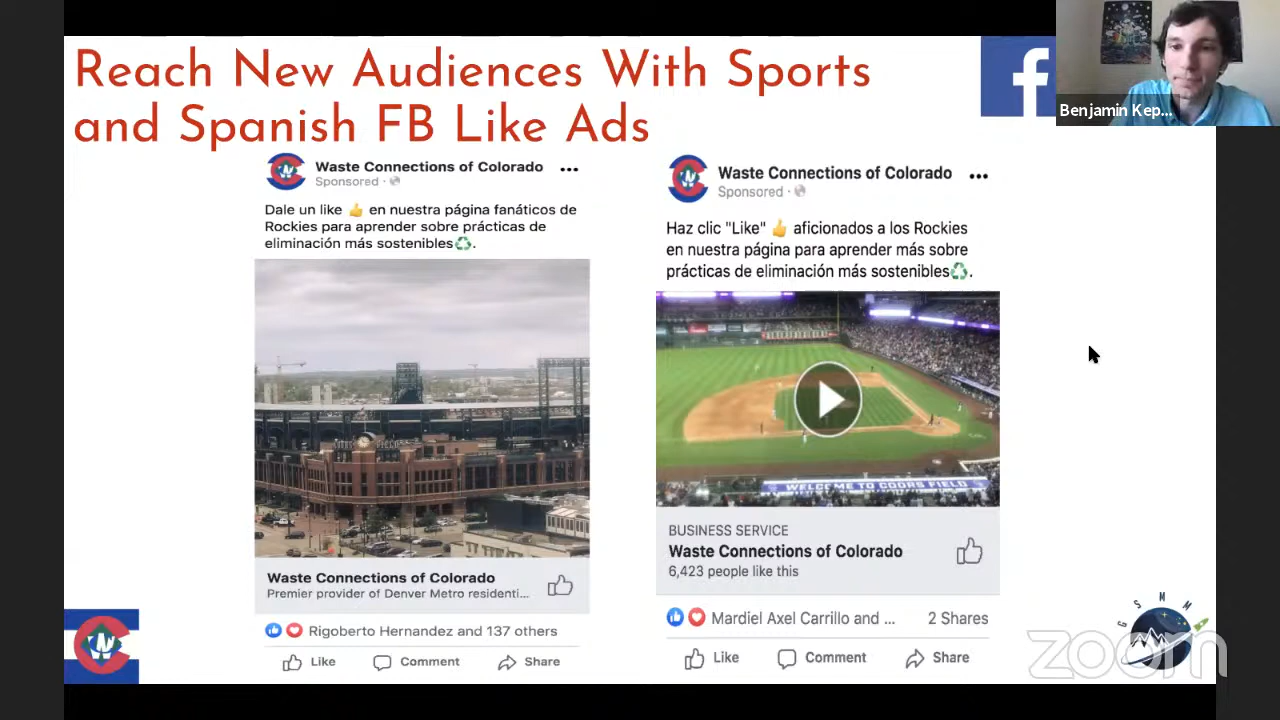 Reach New Audiences With Sports
and Spanish FB Like Ads
f
Benjamin Kep...
Waste Connections of Colorado
Sponsored ·
Dale un like 👍 en nuestra página fanáticos de
Rockies para aprender sobre prácticas de
eliminación más sostenibles♻️.
Waste Connections of Colorado
Premier provider of Denver Metro residenti...
Rigoberto Hernandez and 137 others
Like Comment Share
Waste Connections of Colorado
Sponsored ·
Haz clic "Like" 👍 aficionados a los Rockies
en nuestra página para aprender más sobre
prácticas de eliminación más sostenibles♻️.
WELCOME TO COORS FIELD
BUSINESS SERVICE
Waste Connections of Colorado
6,423 people like this
Mardiel Axel Carrillo and ... 2 Shares
Like Comment Share
GSMM
zoom